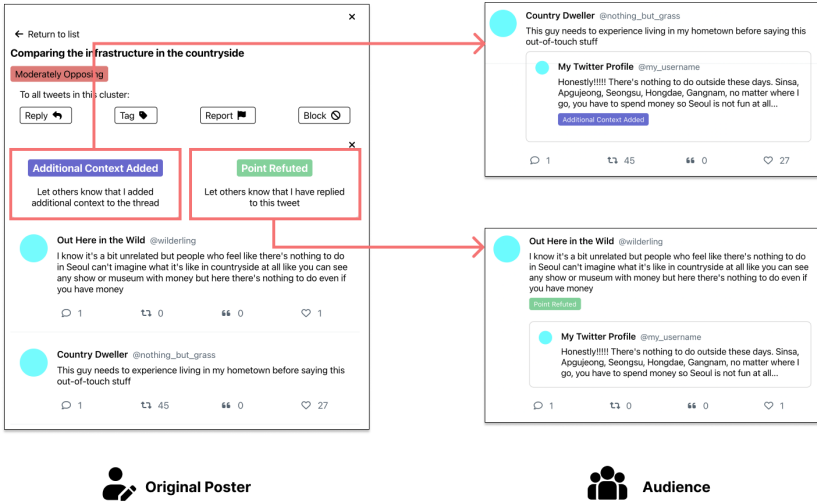 ← Return to list
Comparing the infrastructure in the countryside
Moderately Opposing
To all tweets in this cluster:
Reply
Tag
Report
Block
Additional Context Added
Let others know that I added
additional context to the thread
Point Refuted
Let others know that I have replied
to this tweet
Out Here in the Wild @wilderling
I know it's a bit unrelated but people who feel like there's nothing to do
in Seoul can't imagine what it's like in countryside at all like you can see
any show or museum with money but here there's nothing to do even if
you have money
1 0 0 1
Country Dweller @nothing_but_grass
This guy needs to experience living in my hometown before saying this
out-of-touch stuff
1 45 0 27
Original Poster
Country Dweller @nothing_but_grass
This guy needs to experience living in my hometown before saying this
out-of-touch stuff
My Twitter Profile @my_username
Honestly!!!!! There's nothing to do outside these days. Sinsa,
Apgujeong, Seongsu, Hongdae, Gangnam, no matter where I
go, you have to spend money so Seoul is not fun at all...
Additional Context Added
1 45 0 27
Out Here in the Wild @wilderling
I know it's a bit unrelated but people who feel like there's nothing to do
in Seoul can't imagine what it's like in countryside at all like you can see
any show or museum with money but here there's nothing to do even if
you have money
Point Refuted
My Twitter Profile @my_username
Honestly!!!!! There's nothing to do outside these days. Sinsa,
Apgujeong, Seongsu, Hongdae, Gangnam, no matter where I
go, you have to spend money so Seoul is not fun at all...
1 0 0 1
Audience